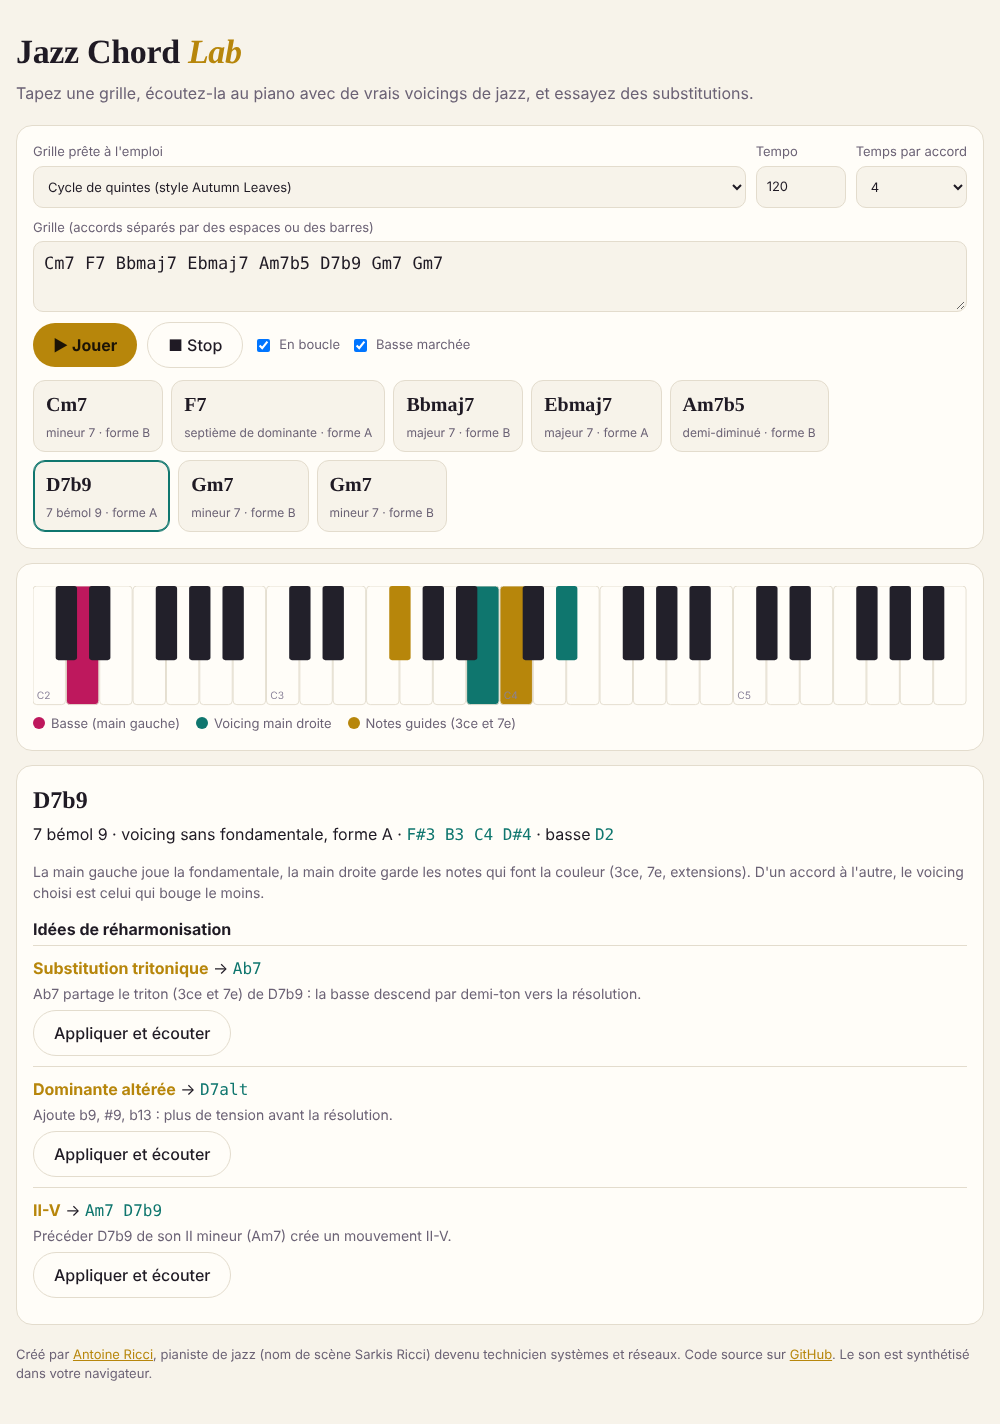 Jazz Chord Lab
Tapez une grille, écoutez-la au piano avec de vrais voicings de jazz, et essayez des substitutions.
Grille prête à l'emploi
Tempo
Temps par accord
Cycle de quintes (style Autumn Leaves)
120
4
Grille (accords séparés par des espaces ou des barres)
Cm7 F7 Bbmaj7 Ebmaj7 Am7b5 D7b9 Gm7 Gm7
▶ Jouer
■ Stop
En boucle
Basse marchée
Cm7
mineur 7 · forme B
F7
septième de dominante · forme A
Bbmaj7
majeur 7 · forme B
Ebmaj7
majeur 7 · forme A
Am7b5
demi-diminué · forme B
D7b9
7 bémol 9 · forme A
Gm7
mineur 7 · forme B
Gm7
mineur 7 · forme B
C2
C3
C4
C5
Basse (main gauche)
Voicing main droite
Notes guides (3ce et 7e)
D7b9
7 bémol 9 · voicing sans fondamentale, forme A · F#3 B3 C4 D#4 · basse D2
La main gauche joue la fondamentale, la main droite garde les notes qui font la couleur (3ce, 7e, extensions). D'un accord à l'autre, le voicing
choisi est celui qui bouge le moins.
Idées de réharmonisation
Substitution tritonique → Ab7
Ab7 partage le triton (3ce et 7e) de D7b9 : la basse descend par demi-ton vers la résolution.
Appliquer et écouter
Dominante altérée → D7alt
Ajoute b9, #9, b13 : plus de tension avant la résolution.
Appliquer et écouter
II-V → Am7 D7b9
Précéder D7b9 de son II mineur (Am7) crée un mouvement II-V.
Appliquer et écouter
Créé par Antoine Ricci, pianiste de jazz (nom de scène Sarkis Ricci) devenu technicien systèmes et réseaux. Code source sur GitHub. Le son est synthétisé
dans votre navigateur.